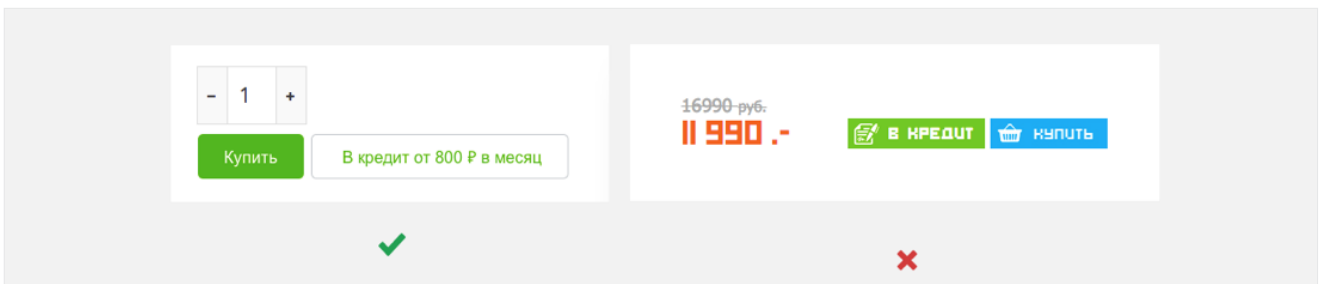 - 1 +
Купить В кредит от 800 ₽ в месяц
16990 руб.
11 990 .-
В КРЕДИТ КУПИТЬ